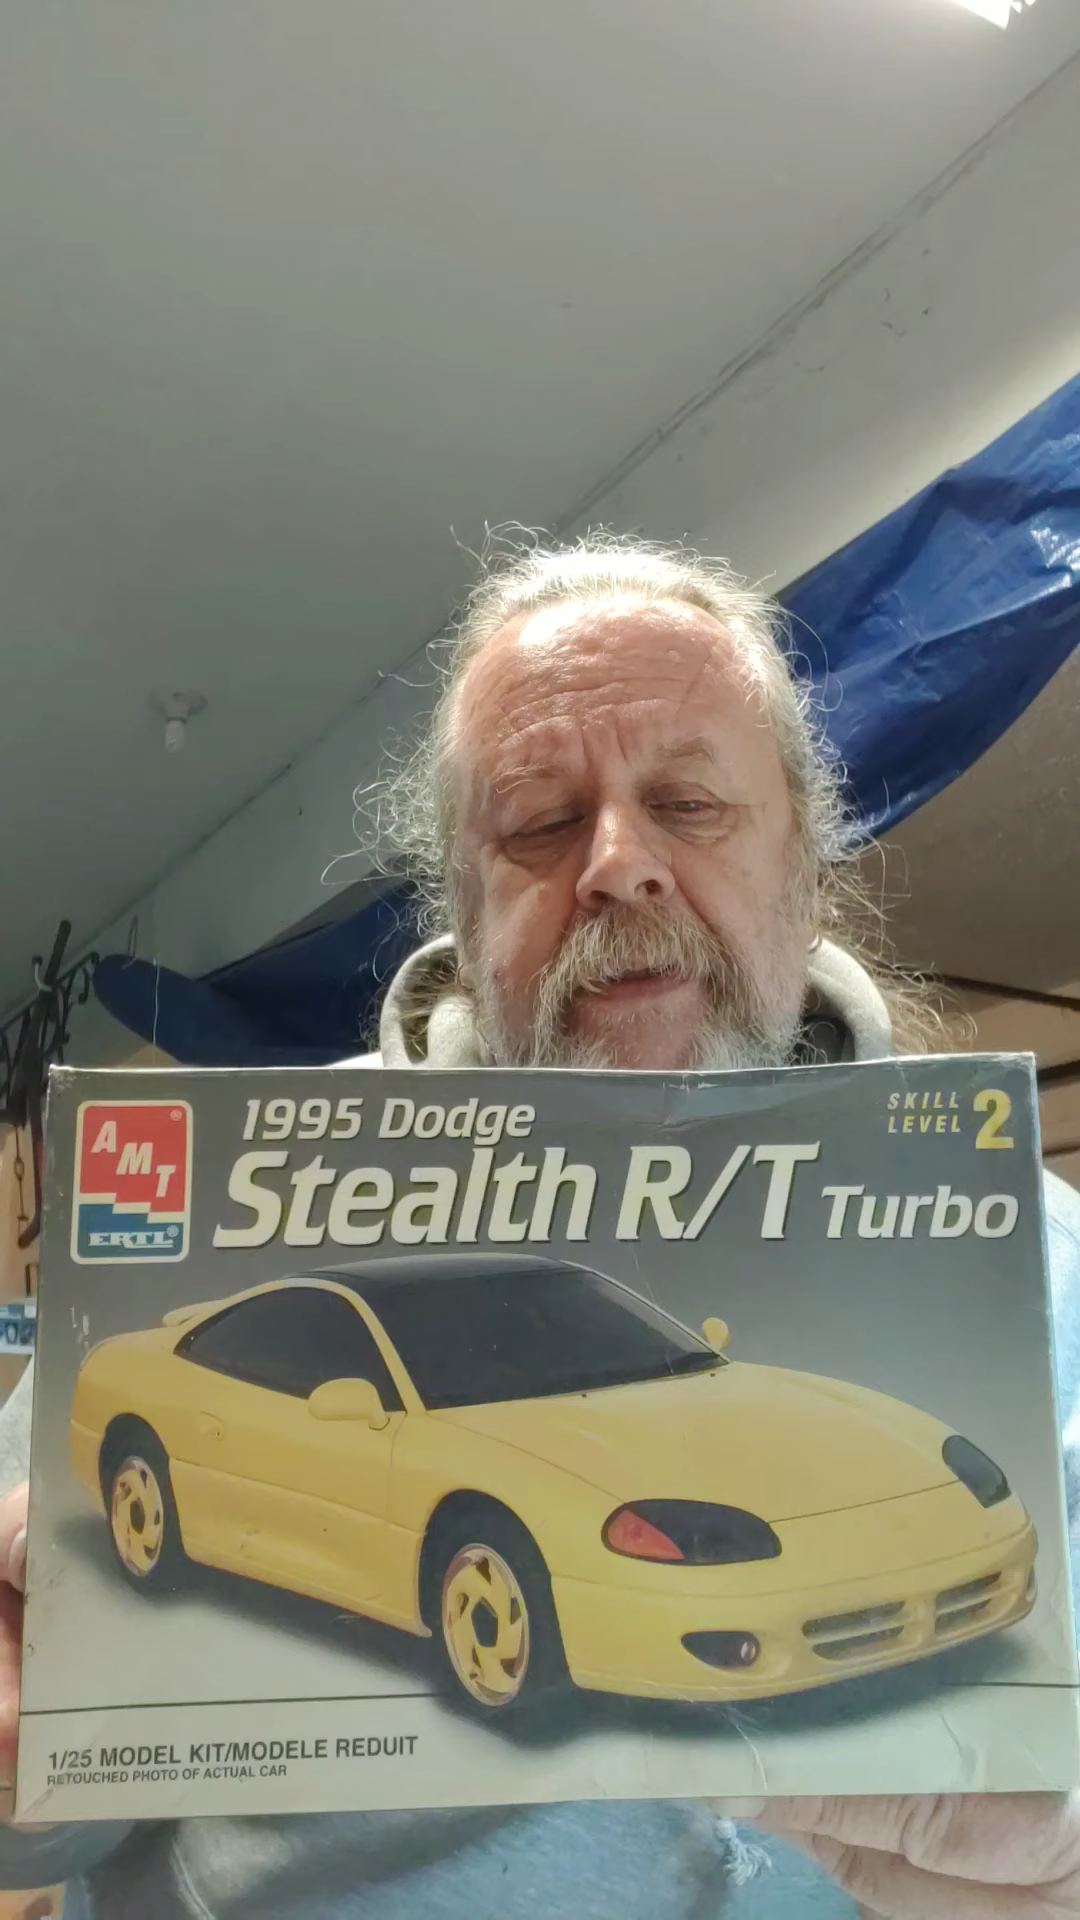 AMT®
ERTL®
1995 Dodge
Stealth R/T Turbo
SKILL
LEVEL 2
1/25 MODEL KIT/MODELE REDUIT
RETOUCHED PHOTO OF ACTUAL CAR